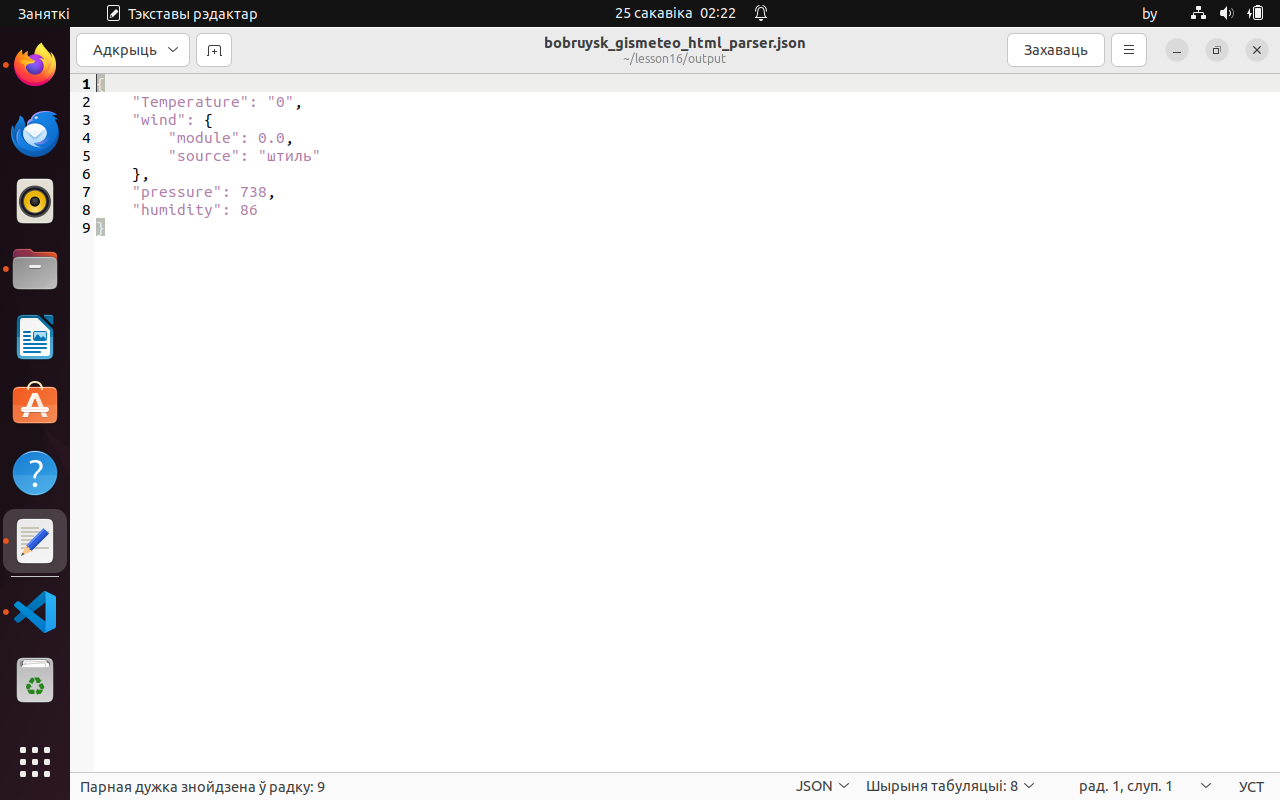 Заняткі Тэкставы рэдактар 25 сакавіка 02:22 by
Адкрыць bobruysk_gismeteo_html_parser.json Захаваць
~/lesson16/output
1 {
2     "Temperature": "0",
3     "wind": {
4         "module": 0.0,
5         "source": "штиль"
6     },
7     "pressure": 738,
8     "humidity": 86
9 }
Парная дужка знойдзена ў радку: 9 JSON Шырыня табуляцыі: 8 рад. 1, слуп. 1 УСТ